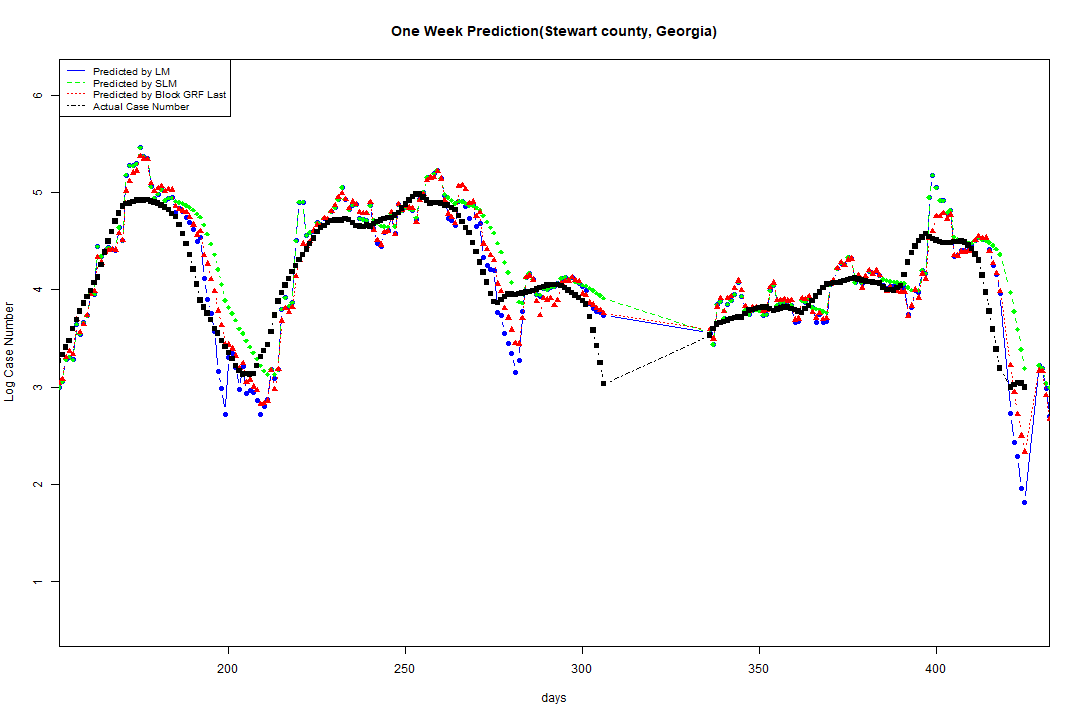 One Week Prediction(Stewart county, Georgia)
Predicted by LM
Predicted by SLM
Predicted by Block GRF Last
Actual Case Number
6
5
4
3
2
1
Log Case Number
200 250 300 350 400
days